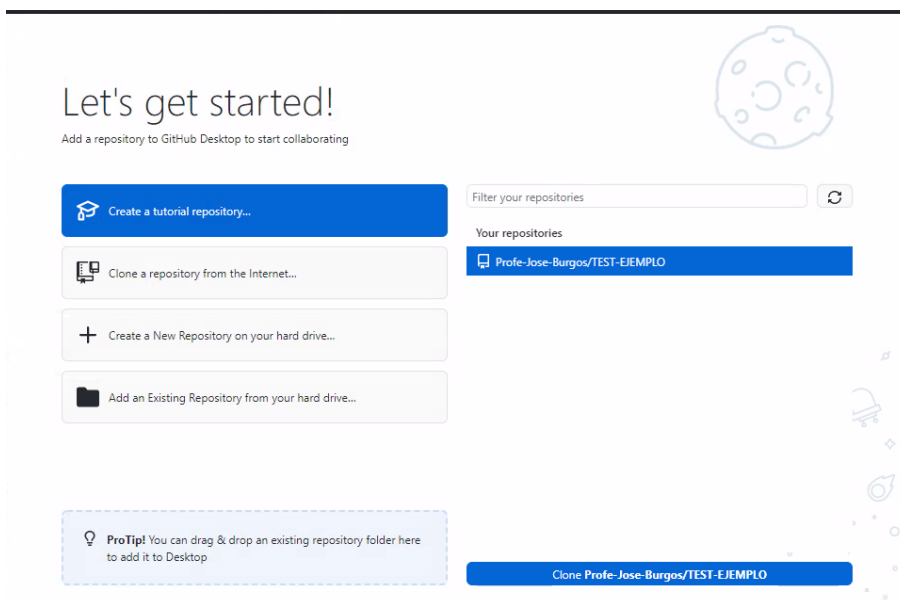 Let's get started!
Add a repository to GitHub Desktop to start collaborating
Create a tutorial repository...
Clone a repository from the Internet...
Create a New Repository on your hard drive...
Add an Existing Repository from your hard drive...
ProTip! You can drag & drop an existing repository folder here
to add it to Desktop
Filter your repositories
Your repositories
Profe-Jose-Burgos/TEST-EJEMPLO
Clone Profe-Jose-Burgos/TEST-EJEMPLO